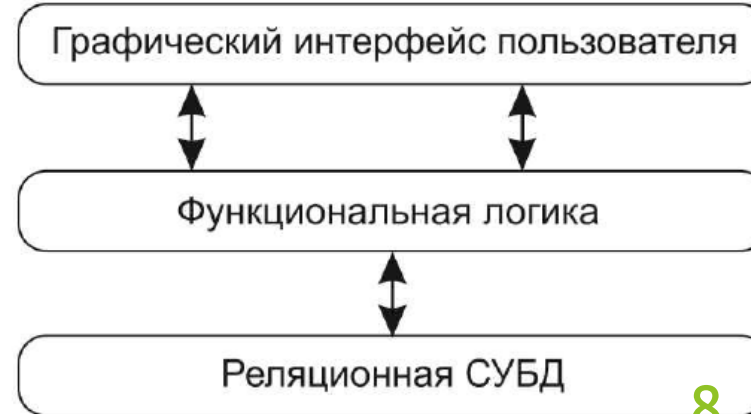 Графический интерфейс пользователя
Функциональная логика
Реляционная СУБД
8